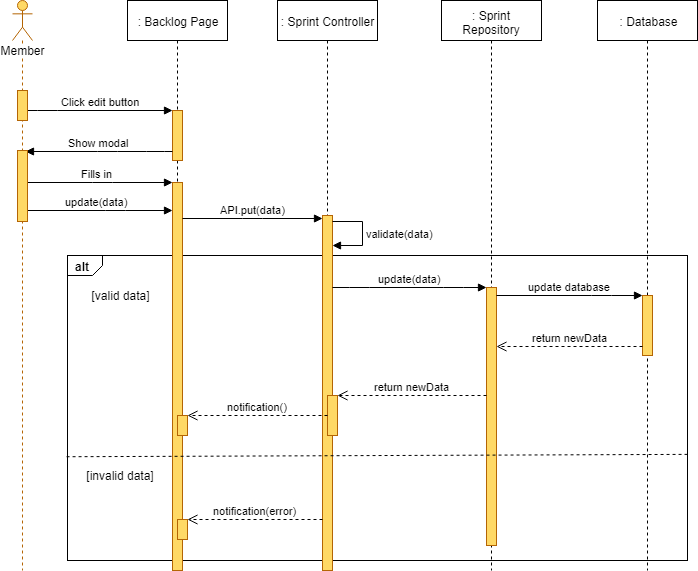 : Backlog Page
: Sprint Controller
: Sprint
Repository
: Database
Member
Click edit button
Show modal
Fills in
update(data)
API.put(data)
validate(data)
alt
update(data)
update database
[valid data]
return newData
return newData
notification()
[invalid data]
notification(error)